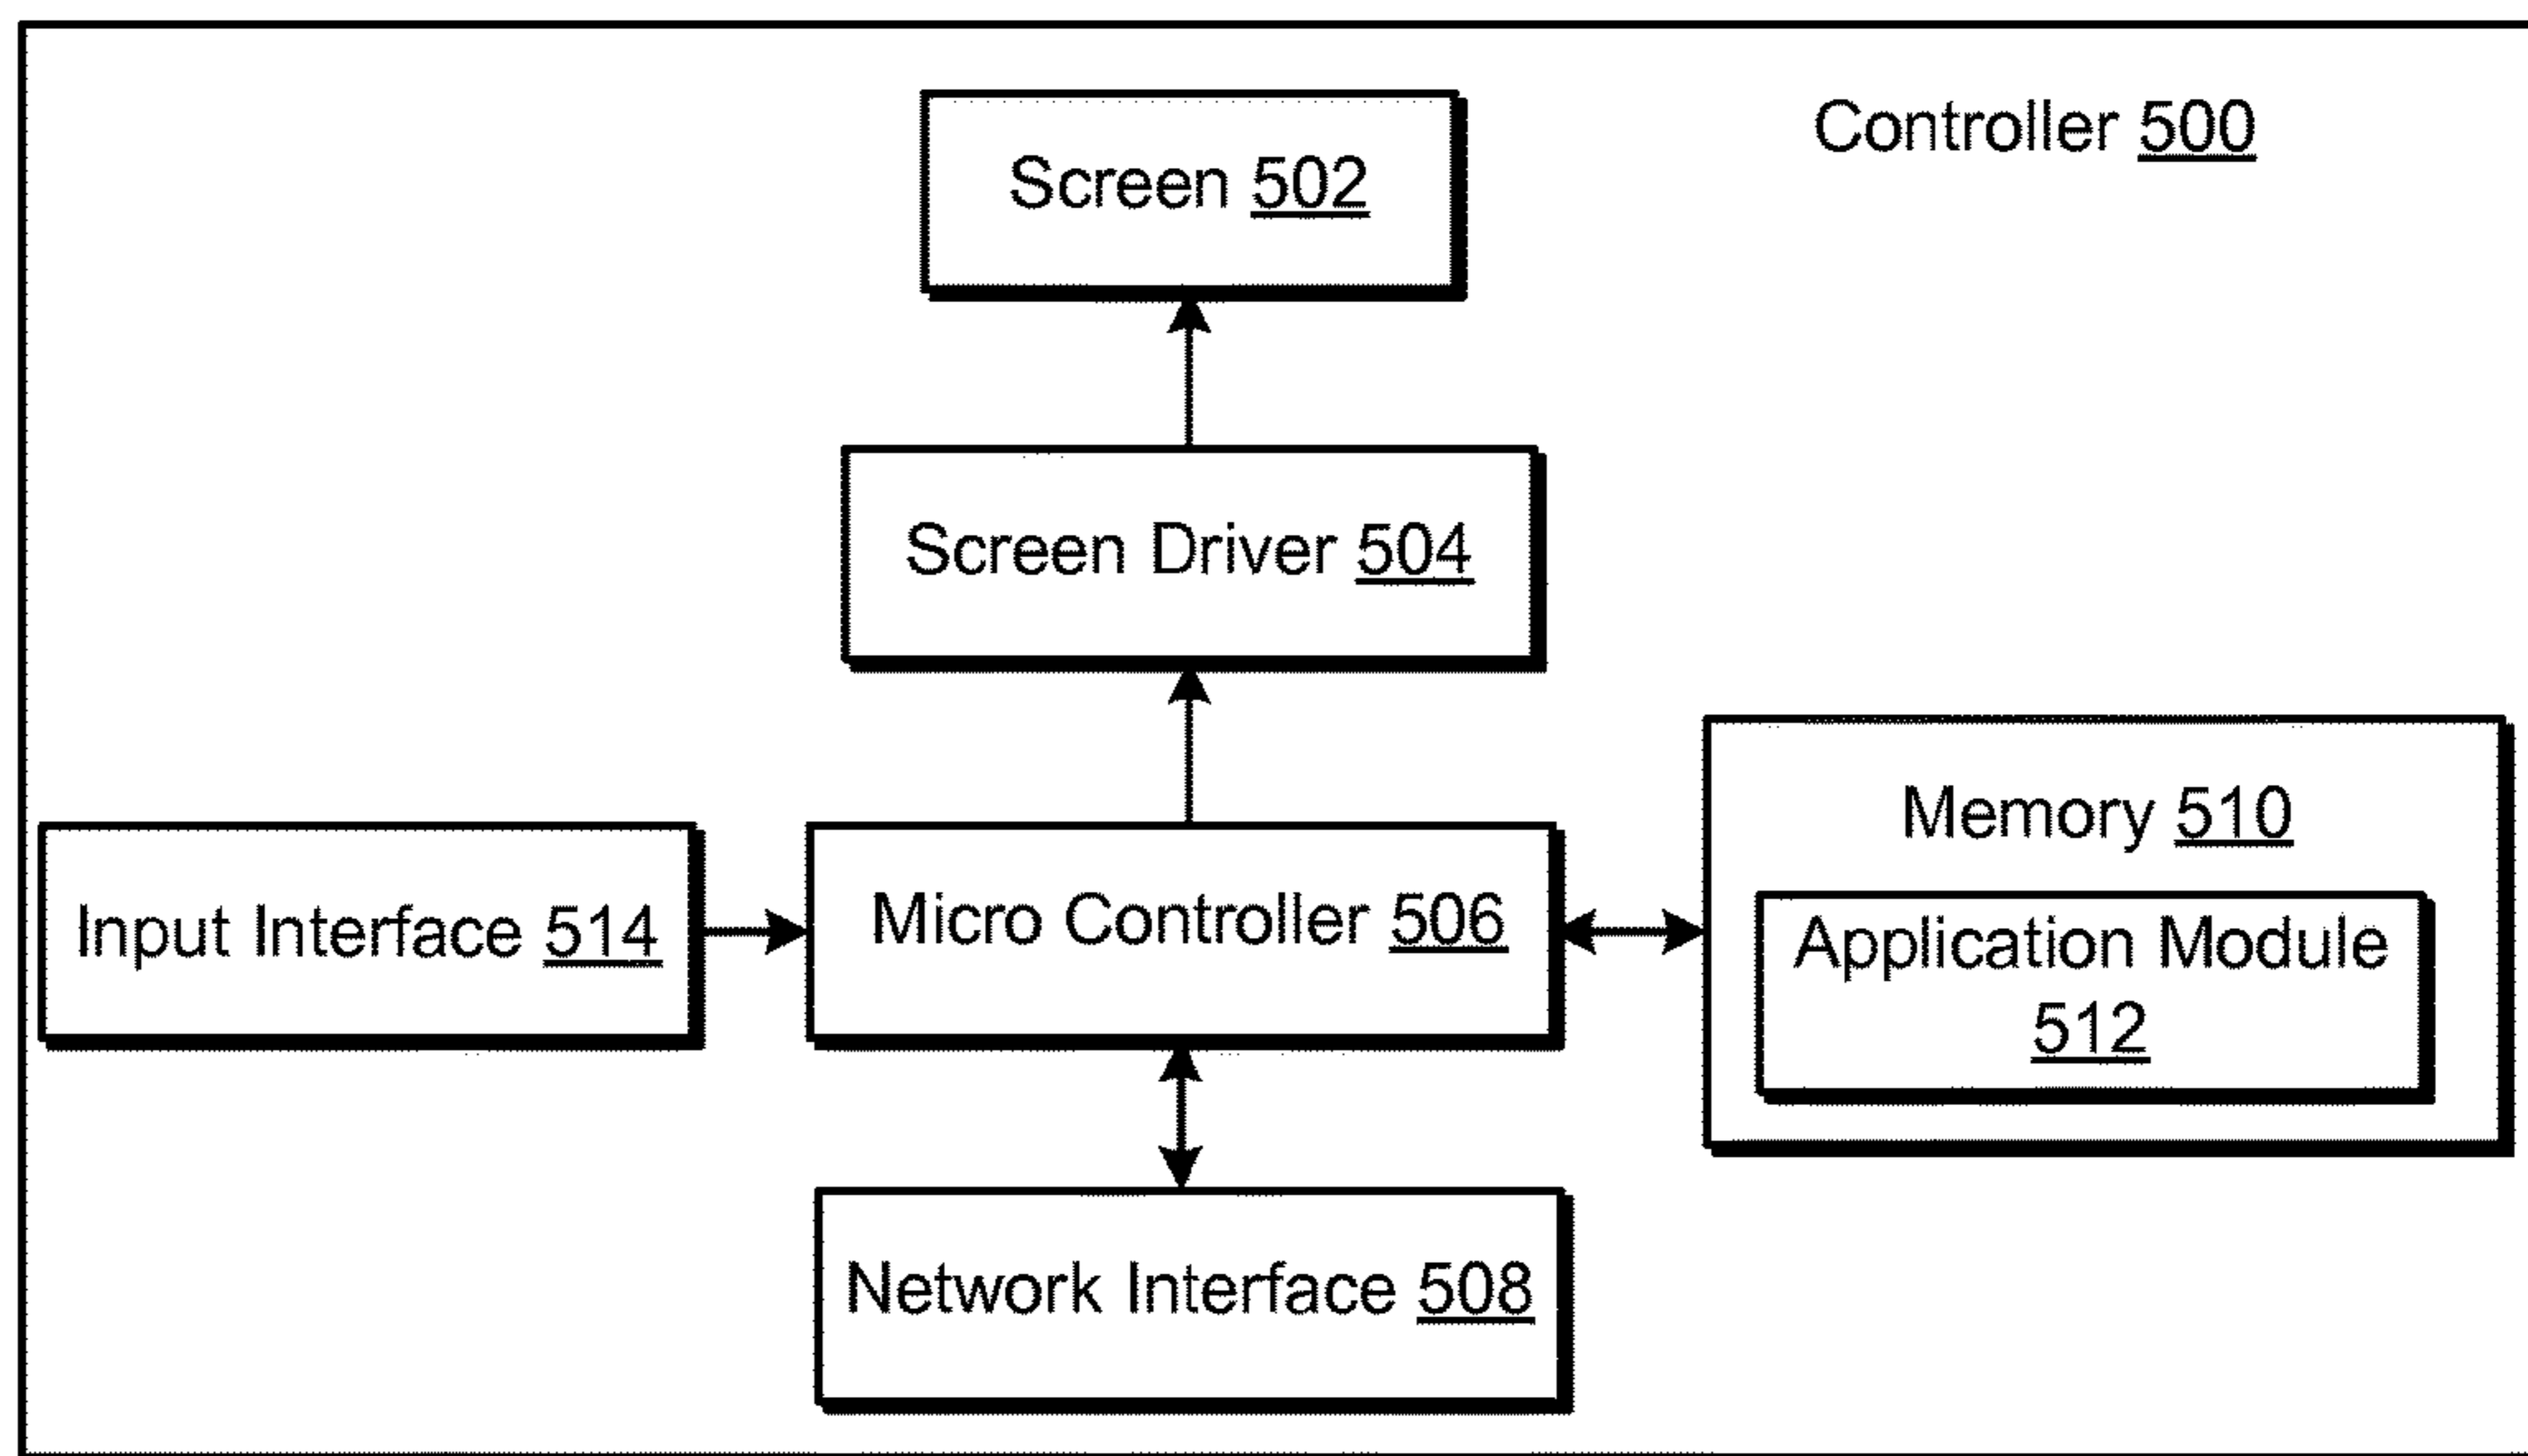 Controller 500
Screen 502
Screen Driver 504
Memory 510
Input Interface 514
Micro Controller 506
Application Module
512
Network Interface 508